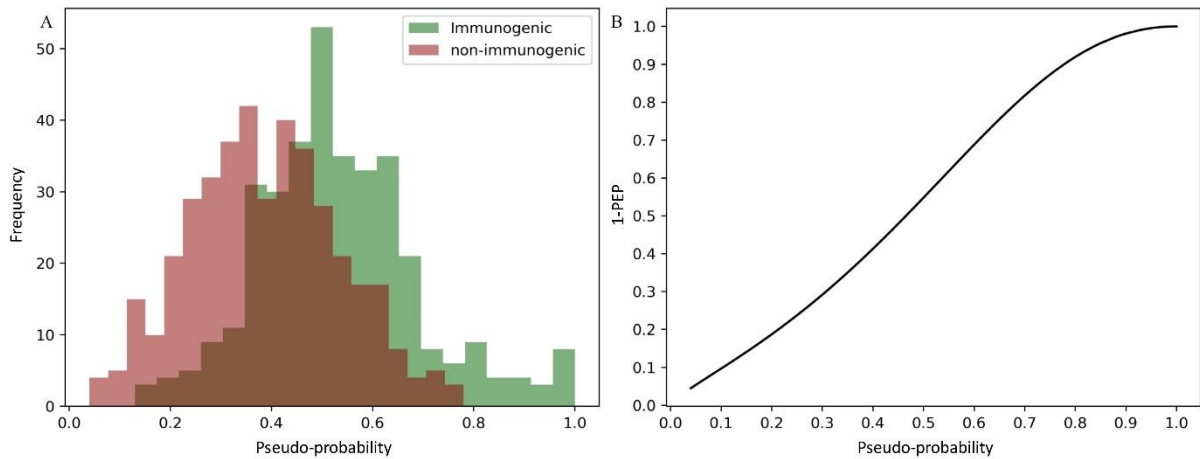 A
Immunogenic
non-immunogenic
50
40
30
20
10
0
Frequency
0.0 0.2 0.4 0.6 0.8 1.0
Pseudo-probability
B
1.0
0.9
0.8
0.7
0.6
0.5
0.4
0.3
0.2
0.1
0.0
1-PEP
0.0 0.1 0.2 0.3 0.4 0.5 0.6 0.7 0.8 0.9 1.0
Pseudo-probability